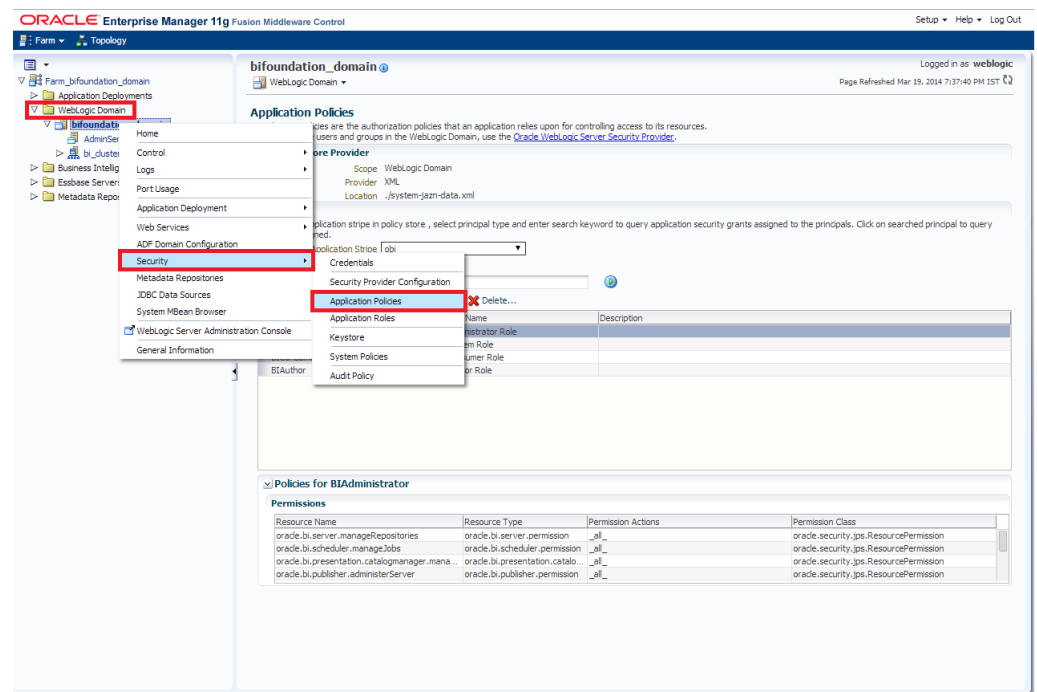 ORACLE Enterprise Manager 11g Fusion Middleware Control
Setup Help Log Out
Farm Topology
Farm_bifoundation_domain
Application Deployments
WebLogic Domain
AdminSer
bi_cluster
Business Intellig
Essbase Server
Metadata Repo
Home
Control
Logs
Port Usage
Application Deployment
Web Services
ADF Domain Configuration
Security
Metadata Repositories
JDBC Data Sources
System MBean Browser
WebLogic Server Administration Console
General Information
Credentials
Security Provider Configuration
Application Policies
Application Roles
Keystore
System Policies
Audit Policy
bifoundation_domain
Logged in as weblogic
WebLogic Domain
Page Refreshed Mar 19, 2014 7:37:40 PM IST
Application Policies
are the authorization policies that an application relies upon for controlling access to its resources.
users and groups in the WebLogic Domain, use the Oracle WebLogic Server Security Provider.
ore Provider
Scope WebLogic Domain
Provider XML
Location ./system-jazn-data.xml
plication stripe in policy store , select principal type and enter search keyword to query application security grants assigned to the principals. Click on searched principal to query
ned.
Application Stripe obi
Delete...
Name Description
nistrator Role
em Role
umer Role
BIAuthor or Role
Policies for BIAdministrator
Permissions
Resource Name Resource Type Permission Actions Permission Class
oracle.bi.server.manageRepositories oracle.bi.server.permission _all_ oracle.security.jps.ResourcePermission
oracle.bi.scheduler.manageJobs oracle.bi.scheduler.permission _all_ oracle.security.jps.ResourcePermission
oracle.bi.presentation.catalogmanager.mana... oracle.bi.presentation.catalo... _all_ oracle.security.jps.ResourcePermission
oracle.bi.publisher.administerServer oracle.bi.publisher.permission _all_ oracle.security.jps.ResourcePermission